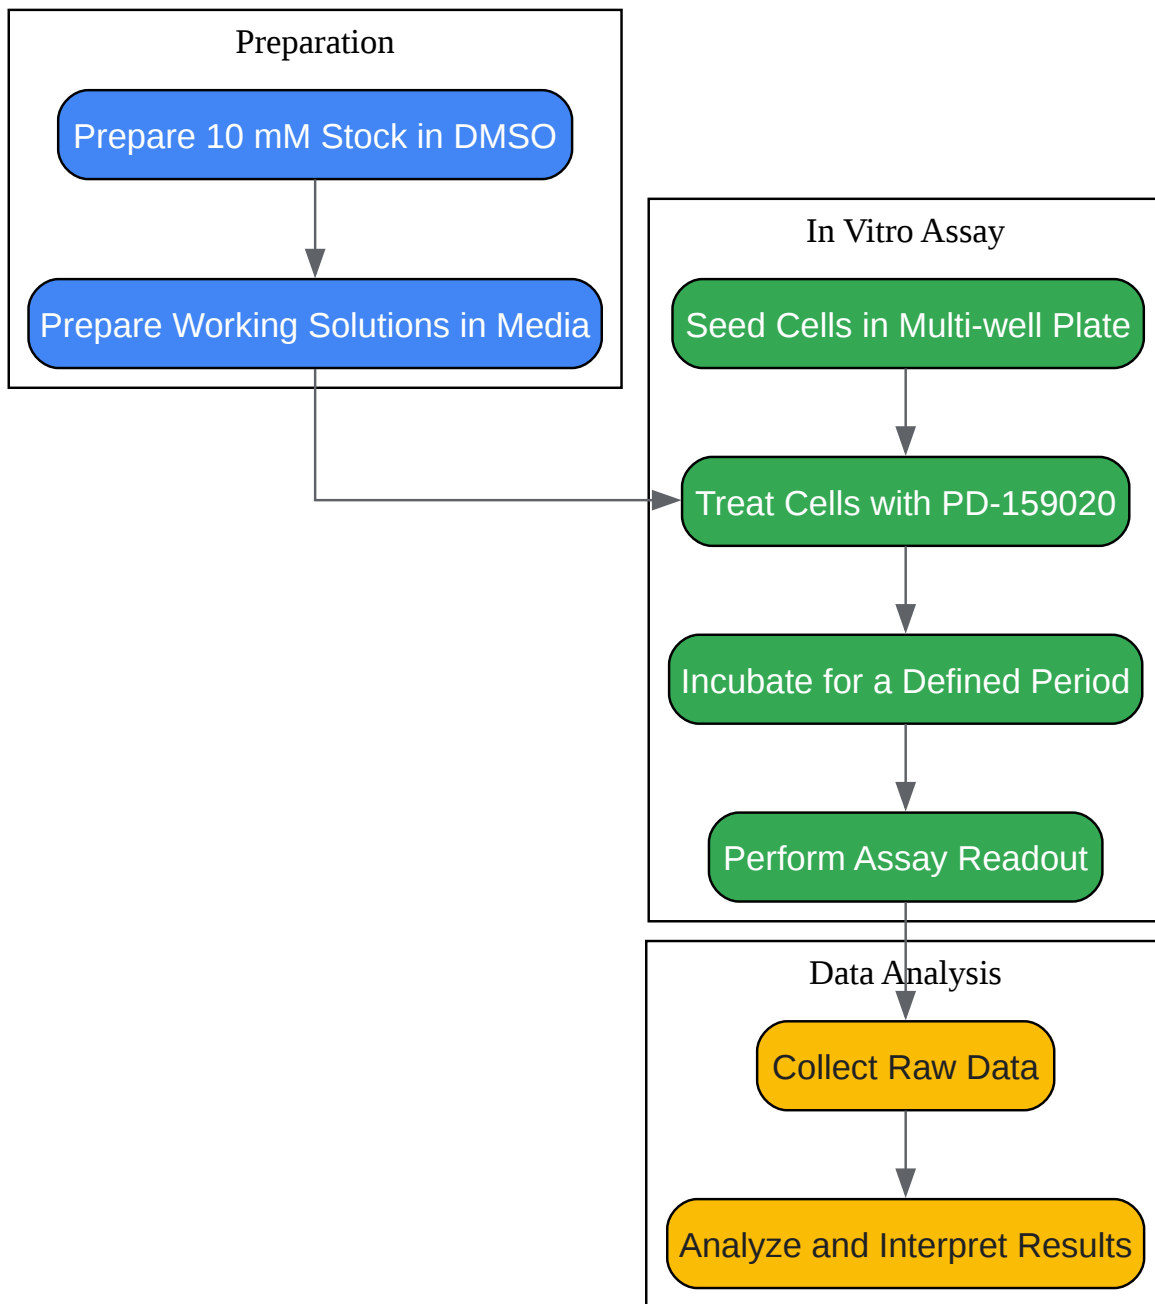 Preparation
Prepare 10 mM Stock in DMSO
Prepare Working Solutions in Media
In Vitro Assay
Seed Cells in Multi-well Plate
Treat Cells with PD-159020
Incubate for a Defined Period
Perform Assay Readout
Data Analysis
Collect Raw Data
Analyze and Interpret Results